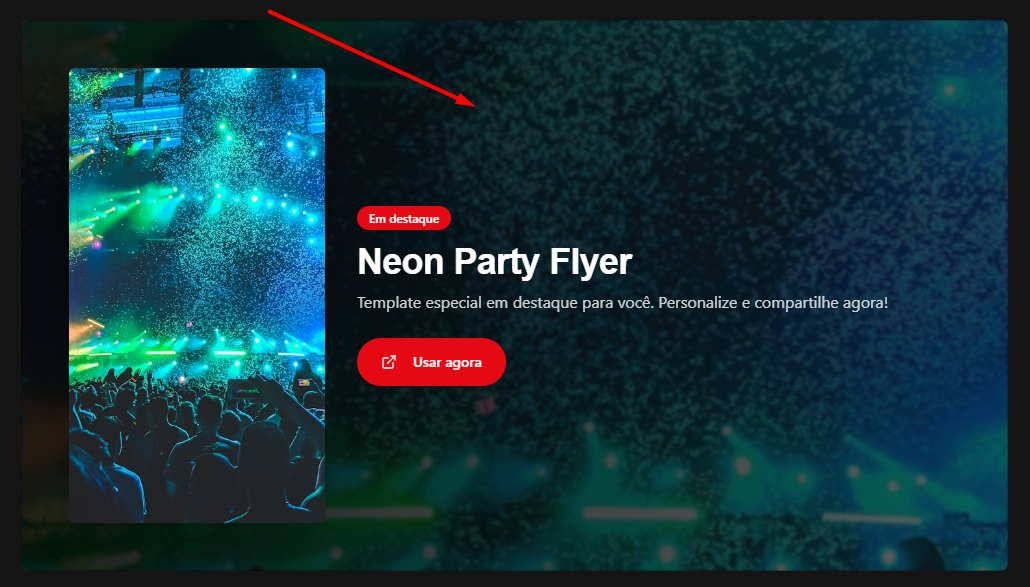 Em destaque
Neon Party Flyer
Template especial em destaque para você. Personalize e compartilhe agora!
Usar agora